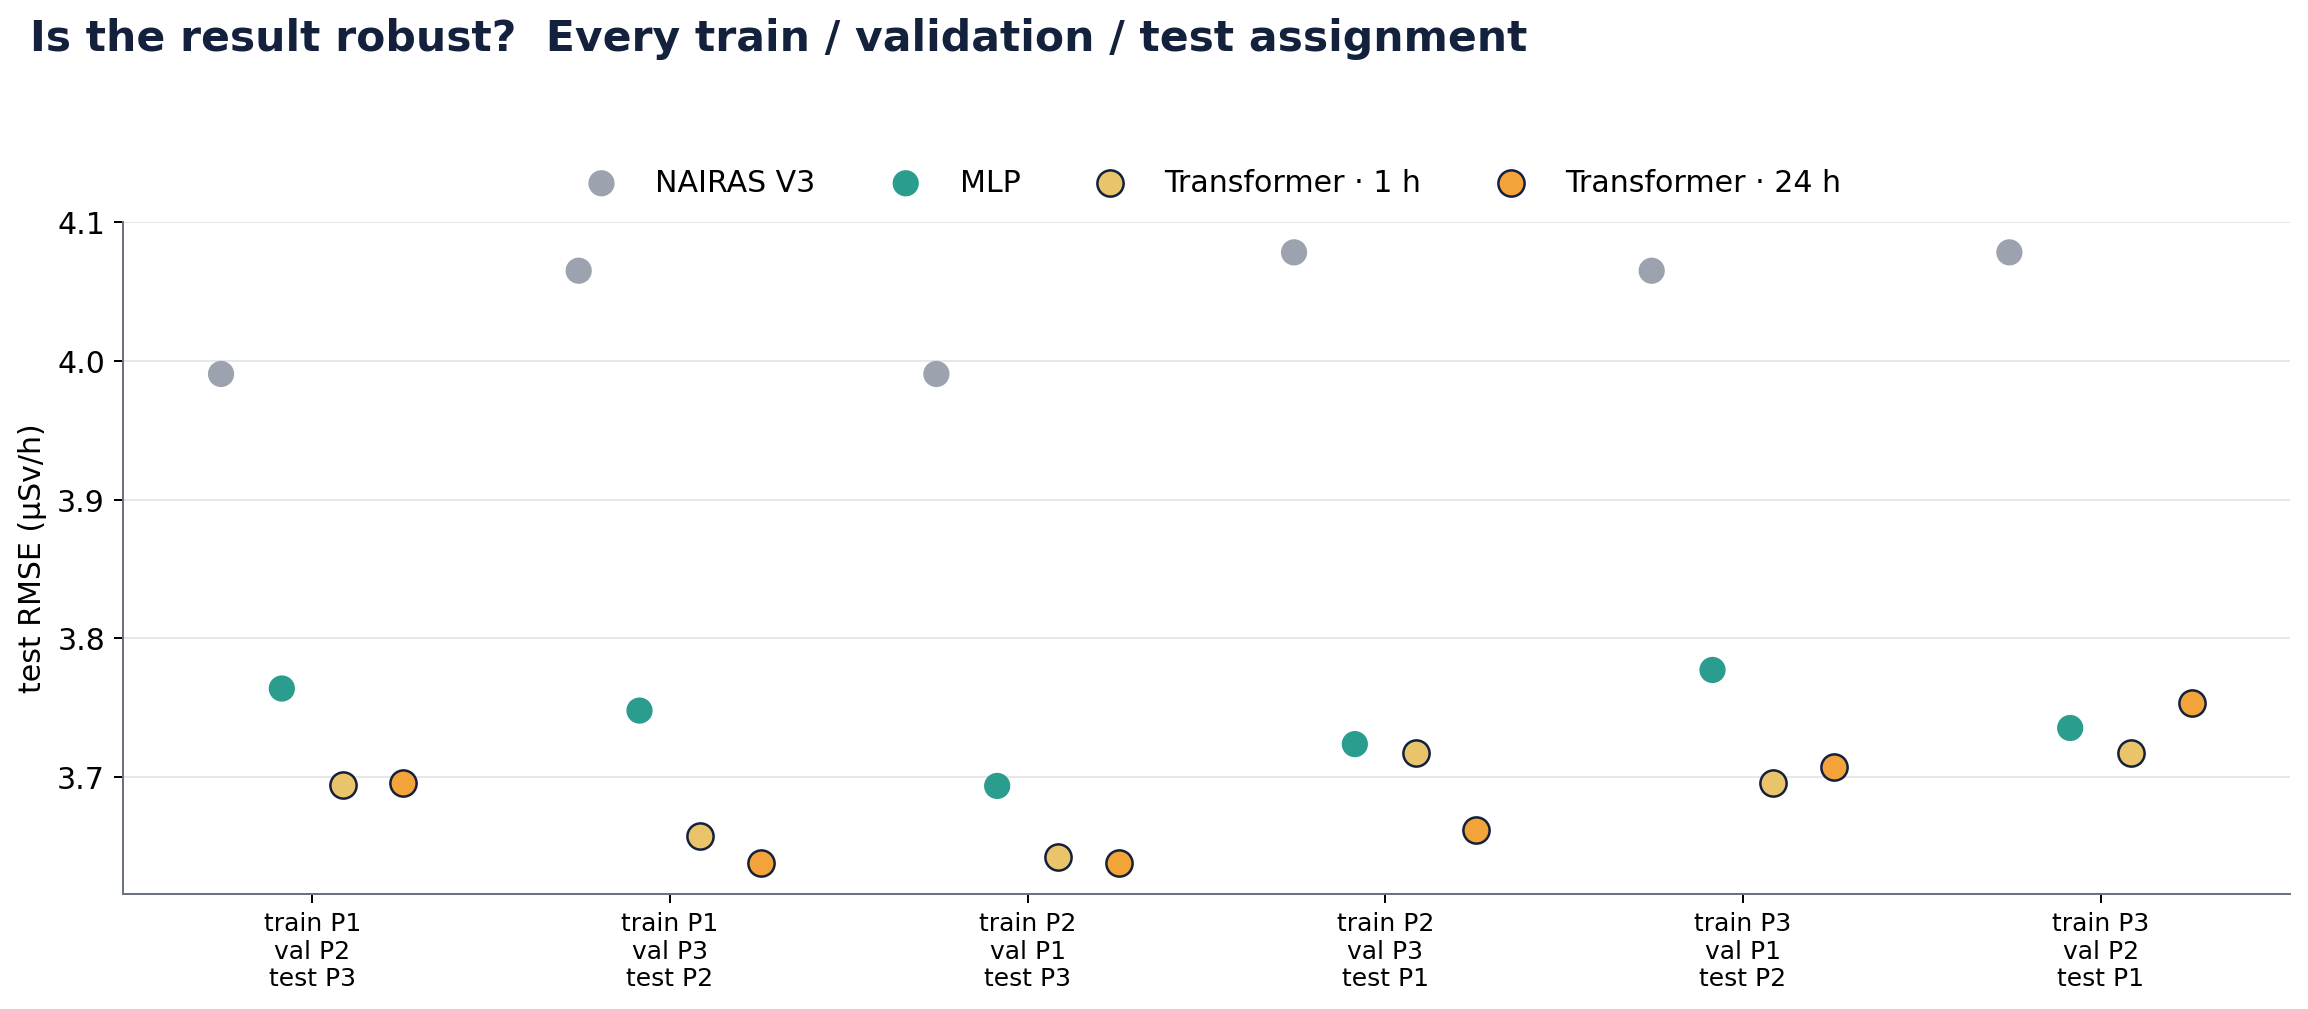 Is the result robust?  Every train / validation / test assignment
NAIRAS V3
MLP
Transformer · 1 h
Transformer · 24 h
test RMSE (µSv/h)
4.1
4.0
3.9
3.8
3.7
train P1
val P2
test P3
train P1
val P3
test P2
train P2
val P1
test P3
train P2
val P3
test P1
train P3
val P1
test P2
train P3
val P2
test P1